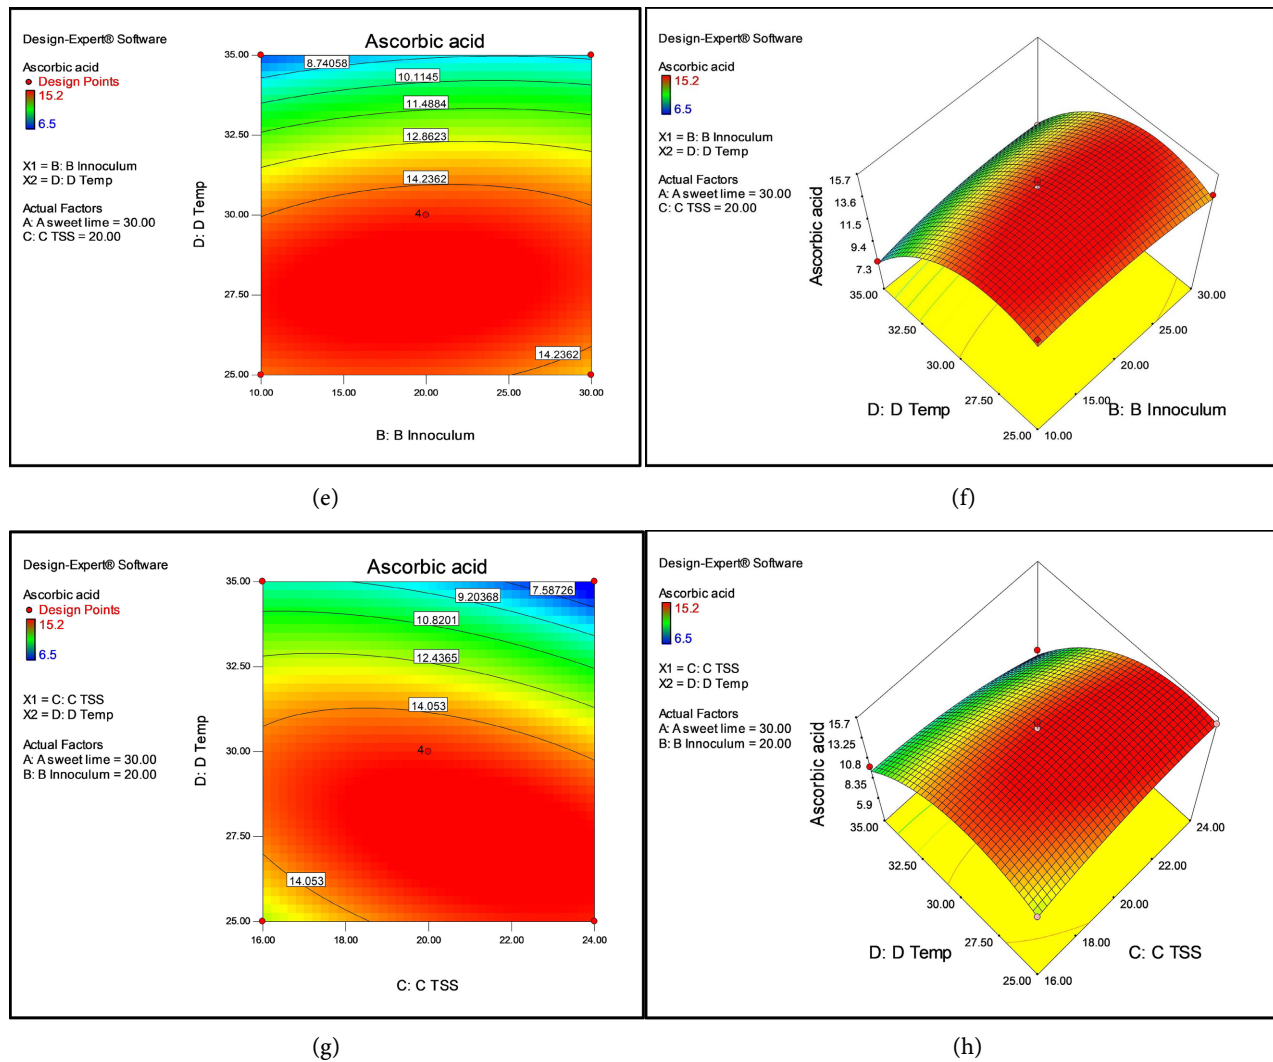 Design-Expert® Software
Ascorbic acid
Design Points
15.2
6.5
X1 = B: B Innoculum
X2 = D: D Temp
Actual Factors
A: A sweet lime = 30.00
C: C TSS = 20.00
Ascorbic acid
35.00
32.50
30.00
27.50
25.00
D: D Temp
8.74058
10.1145
11.4884
12.8623
14.2362
4
14.2362
10.00
15.00
20.00
25.00
30.00
B: B Innoculum
(e)
Design-Expert® Software
Ascorbic acid
15.2
6.5
X1 = B: B Innoculum
X2 = D: D Temp
Actual Factors
A: A sweet lime = 30.00
C: C TSS = 20.00
15.7
13.6
11.5
9.4
7.3
Ascorbic acid
35.00
32.50
30.00
27.50
25.00
D: D Temp
10.00
15.00
20.00
25.00
30.00
B: B Innoculum
(f)
Design-Expert® Software
Ascorbic acid
Design Points
15.2
6.5
X1 = C: C TSS
X2 = D: D Temp
Actual Factors
A: A sweet lime = 30.00
B: B Innoculum = 20.00
Ascorbic acid
35.00
32.50
30.00
27.50
25.00
D: D Temp
7.58726
9.20368
10.8201
12.4365
14.053
4
14.053
16.00
18.00
20.00
22.00
24.00
C: C TSS
(g)
Design-Expert® Software
Ascorbic acid
15.2
6.5
X1 = C: C TSS
X2 = D: D Temp
Actual Factors
A: A sweet lime = 30.00
B: B Innoculum = 20.00
15.7
13.25
10.8
8.35
5.9
Ascorbic acid
35.00
32.50
30.00
27.50
25.00
D: D Temp
16.00
18.00
20.00
22.00
24.00
C: C TSS
(h)